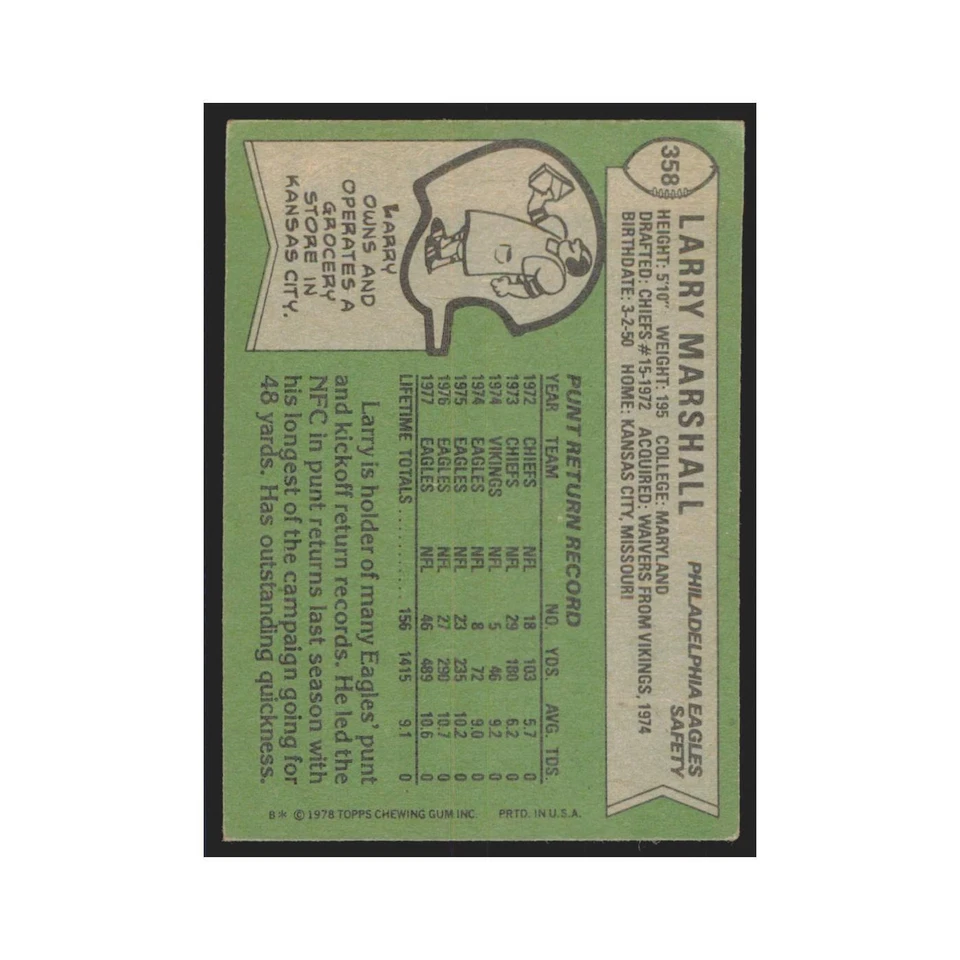 358
LARRY MARSHALL PHILADELPHIA EAGLES
SAFETY
HEIGHT: 5'10" WEIGHT: 195 COLLEGE: MARYLAND
DRAFTED: CHIEFS #15-1972 ACQUIRED: WAIVERS FROM VIKINGS, 1974
BIRTHDATE: 3-2-50 HOME: KANSAS CITY, MISSOURI
LARRY
OWNS AND
OPERATES A
GROCERY
STORE IN
KANSAS CITY.
PUNT RETURN RECORD
YEAR TEAM NO. YDS. AVG. TDS.
1972 CHIEFS NFL 18 103 5.7 0
1973 CHIEFS NFL 29 180 6.2 0
1974 VIKINGS NFL 5 46 9.2 0
1974 EAGLES NFL 8 72 9.0 0
1975 EAGLES NFL 23 235 10.2 0
1976 EAGLES NFL 27 290 10.7 0
1977 EAGLES NFL 46 489 10.6 0
LIFETIME TOTALS .......... 156 1415 9.1 0
Larry is holder of many Eagles' punt
and kickoff return records. He led the
NFC in punt returns last season with
his longest of the campaign going for
48 yards. Has outstanding quickness.
B* © 1978 TOPPS CHEWING GUM INC. PRTD. IN U.S.A.